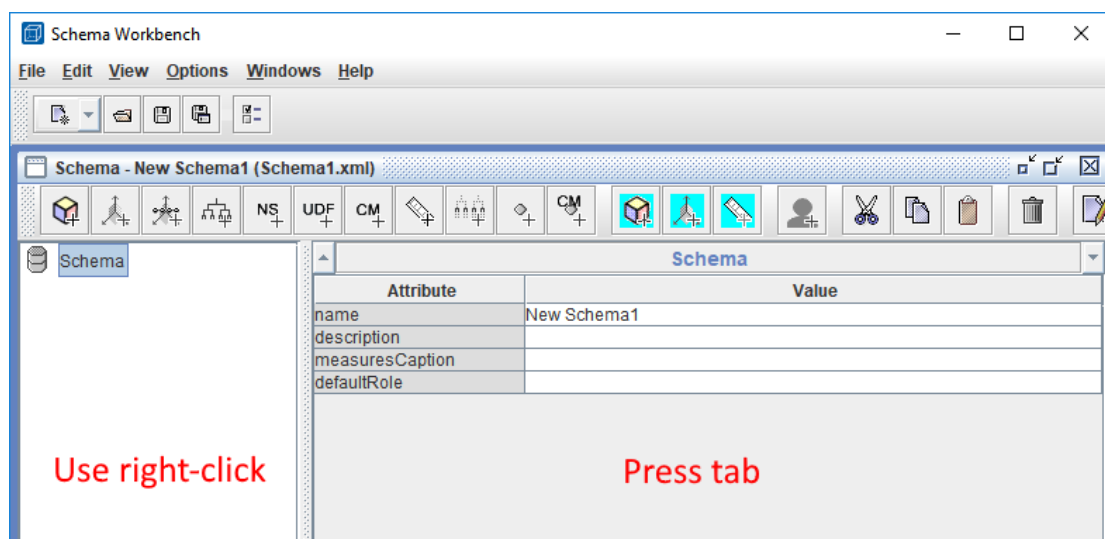 Schema Workbench
File Edit View Options Windows Help
Schema - New Schema1 (Schema1.xml)
NS UDF CM CM
Schema
Schema
Attribute Value
name New Schema1
description
measuresCaption
defaultRole
Use right-click Press tab